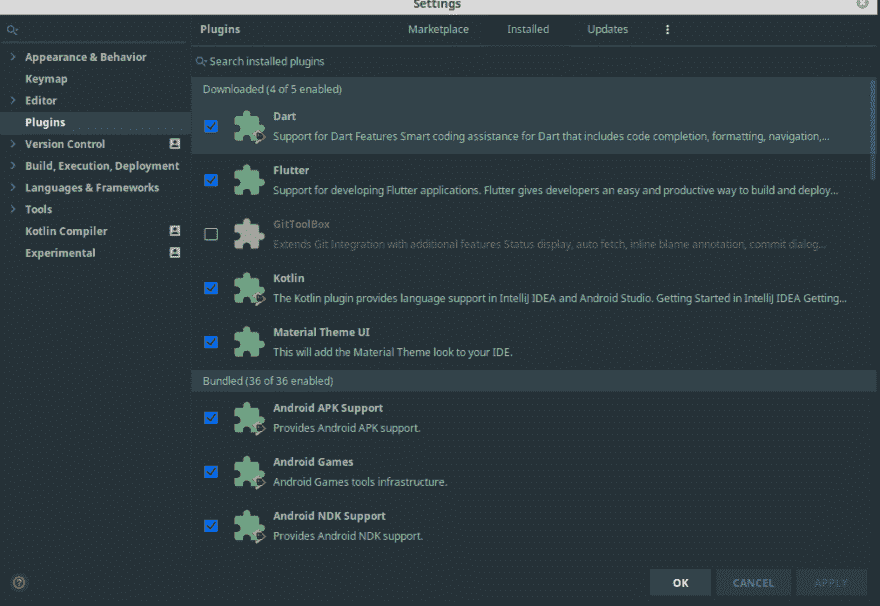 Settings
Plugins
Marketplace
Installed
Updates
Appearance & Behavior
Keymap
Editor
Plugins
Version Control
Build, Execution, Deployment
Languages & Frameworks
Tools
Kotlin Compiler
Experimental
Search installed plugins
Downloaded (4 of 5 enabled)
Dart
Support for Dart Features Smart coding assistance for Dart that includes code completion, formatting, navigation,...
Flutter
Support for developing Flutter applications. Flutter gives developers an easy and productive way to build and deploy...
GitToolBox
Extends Git Integration with additional features Status display, auto fetch, inline blame annotation, commit dialog...
Kotlin
The Kotlin plugin provides language support in IntelliJ IDEA and Android Studio. Getting Started in IntelliJ IDEA Getting...
Material Theme UI
This will add the Material Theme look to your IDE.
Bundled (36 of 36 enabled)
Android APK Support
Provides Android APK support.
Android Games
Android Games tools infrastructure.
Android NDK Support
Provides Android NDK support.
?
OK
CANCEL
APPLY